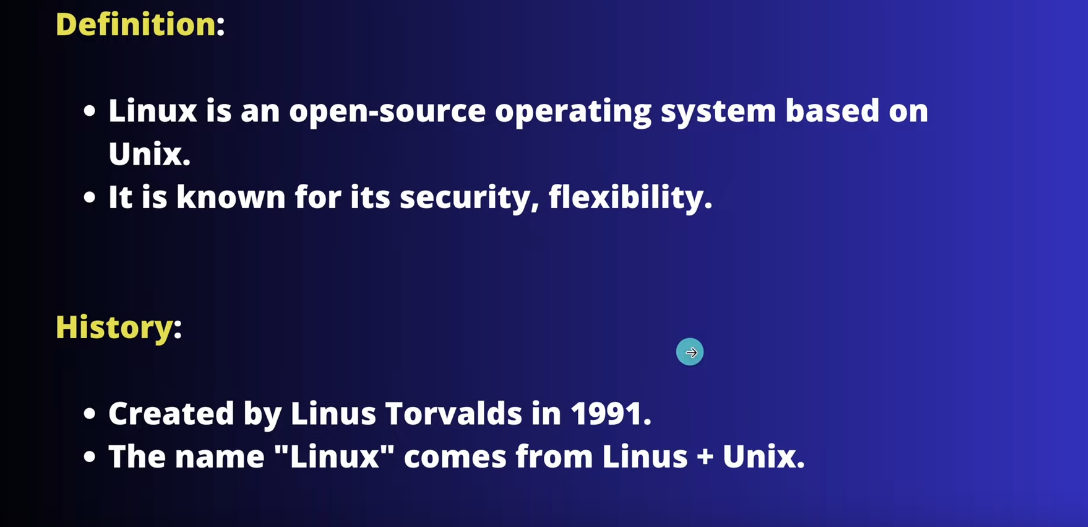 Definition:
• Linux is an open-source operating system based on
Unix.
• It is known for its security, flexibility.
History:
• Created by Linus Torvalds in 1991.
• The name "Linux" comes from Linus + Unix.